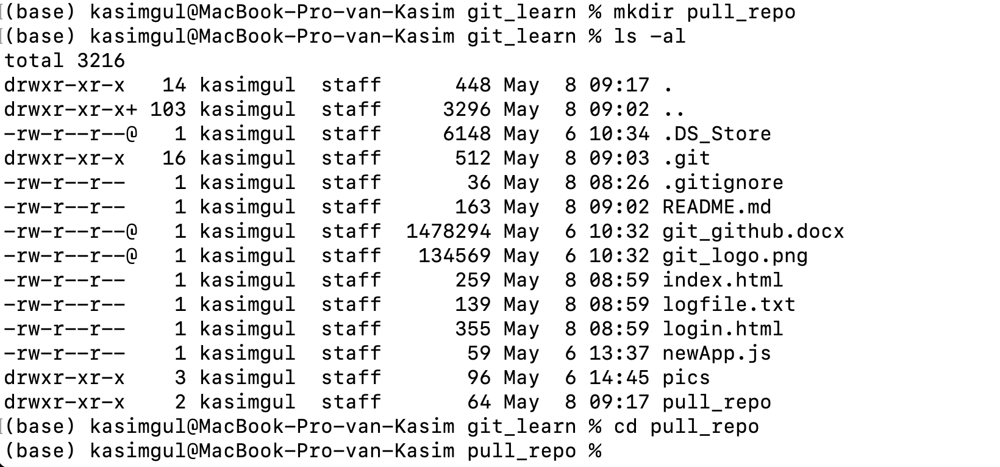 (base) kasimgul@MacBook-Pro-van-Kasim git_learn % mkdir pull_repo
(base) kasimgul@MacBook-Pro-van-Kasim git_learn % ls -al
total 3216
drwxr-xr-x   14 kasimgul  staff      448 May  8 09:17 .
drwxr-xr-x+ 103 kasimgul  staff     3296 May  8 09:02 ..
-rw-r--r--@   1 kasimgul  staff     6148 May  6 10:34 .DS_Store
drwxr-xr-x   16 kasimgul  staff      512 May  8 09:03 .git
-rw-r--r--    1 kasimgul  staff       36 May  8 08:26 .gitignore
-rw-r--r--    1 kasimgul  staff      163 May  8 09:02 README.md
-rw-r--r--@   1 kasimgul  staff  1478294 May  6 10:32 git_github.docx
-rw-r--r--@   1 kasimgul  staff   134569 May  6 10:32 git_logo.png
-rw-r--r--    1 kasimgul  staff      259 May  8 08:59 index.html
-rw-r--r--    1 kasimgul  staff      139 May  8 08:59 logfile.txt
-rw-r--r--    1 kasimgul  staff      355 May  8 08:59 login.html
-rw-r--r--    1 kasimgul  staff       59 May  6 13:37 newApp.js
drwxr-xr-x    3 kasimgul  staff       96 May  6 14:45 pics
drwxr-xr-x    2 kasimgul  staff       64 May  8 09:17 pull_repo
(base) kasimgul@MacBook-Pro-van-Kasim git_learn % cd pull_repo
(base) kasimgul@MacBook-Pro-van-Kasim pull_repo %